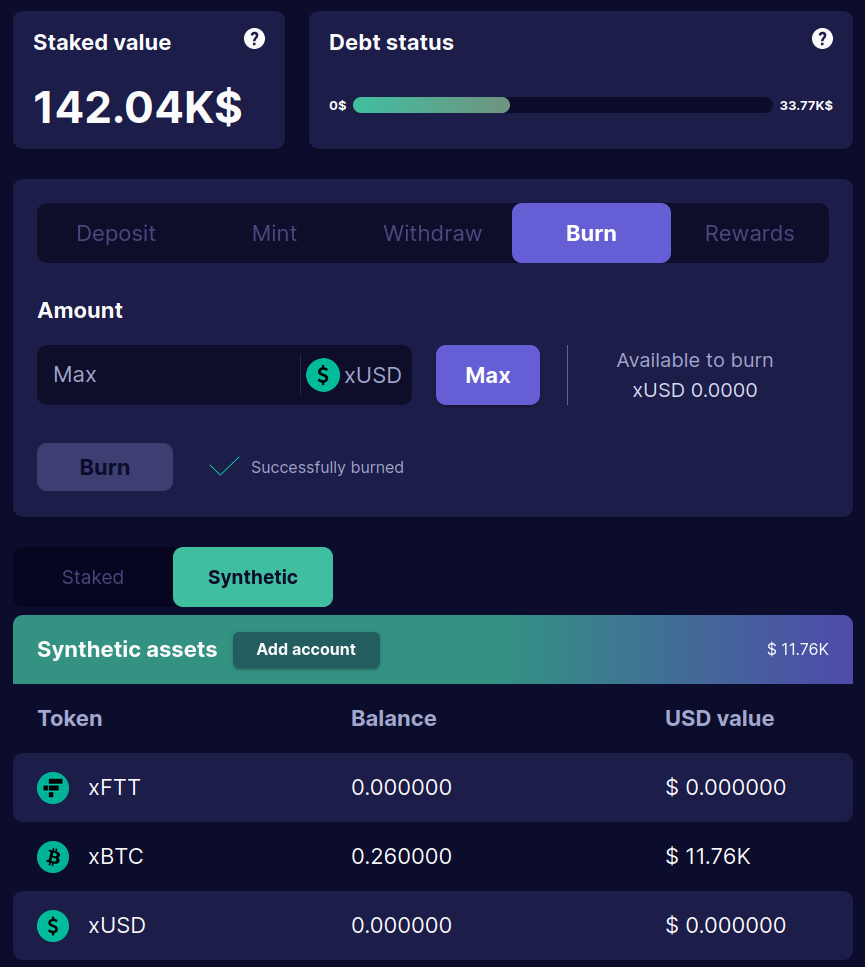 Staked value ?
142.04K$
Debt status ?
0$ 33.77K$
Deposit Mint Withdraw Burn Rewards
Amount
Max $ xUSD Max
Available to burn
xUSD 0.0000
Burn Successfully burned
Staked Synthetic
Synthetic assets Add account $ 11.76K
Token Balance USD value
xFTT 0.000000 $ 0.000000
xBTC 0.260000 $ 11.76K
$ xUSD 0.000000 $ 0.000000